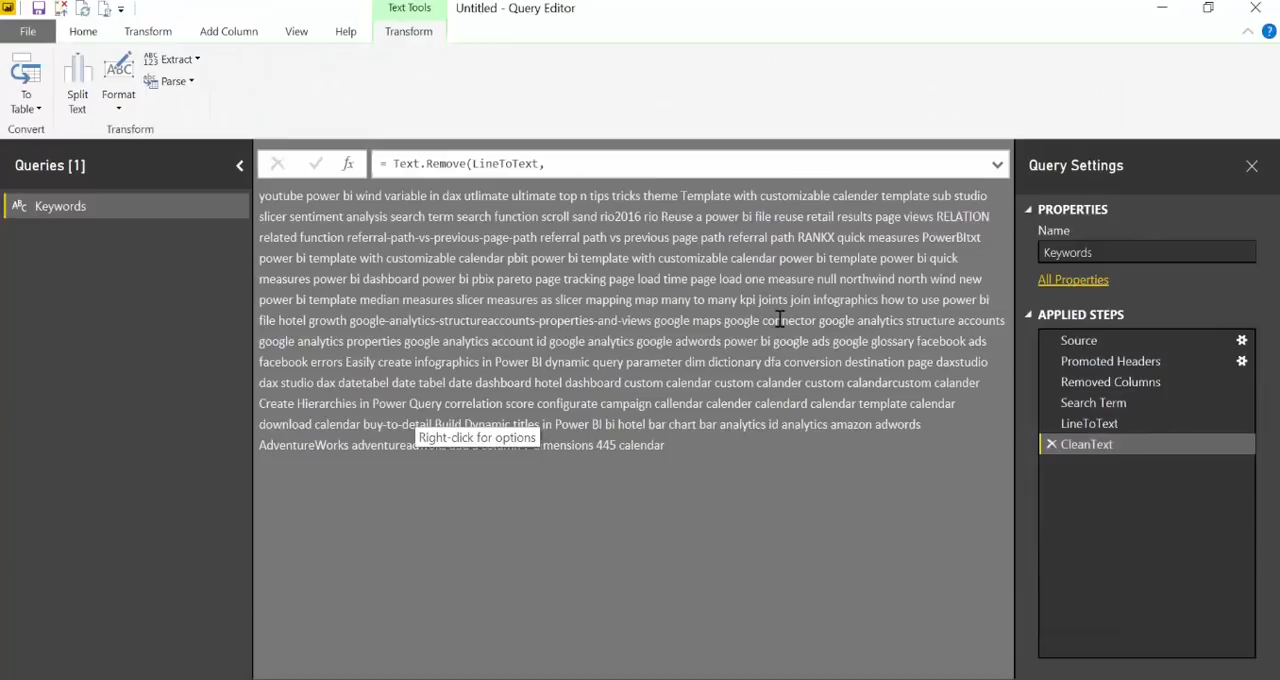 Text Tools
Untitled - Query Editor
File
Home
Transform
Add Column
View
Help
Transform
To
Table
Split
Text
Format
Extract
Parse
Convert
Transform
Queries [1]
Keywords
= Text.Remove(LineToText,
youtube power bi wind variable in dax utlimate ultimate top n tips tricks theme Template with customizable calender template sub studio
slicer sentiment analysis search term search function scroll sand rio2016 rio Reuse a power bi file reuse retail results page views RELATION
related function referral-path-vs-previous-page-path referral path vs previous page path referral path RANKX quick measures PowerBItxt
power bi template with customizable calendar pbit power bi template with customizable calendar power bi template power bi quick
measures power bi dashboard power bi pbix pareto page tracking page load time page load one measure null northwind north wind new
power bi template median measures slicer measures as slicer mapping map many to many kpi joints join infographics how to use power bi
file hotel growth google-analytics-structureaccounts-properties-and-views google maps google connector google analytics structure accounts
google analytics properties google analytics account id google analytics google adwords power bi google ads google glossary facebook ads
facebook errors Easily create infographics in Power BI dynamic query parameter dim dictionary dfa conversion destination page daxstudio
dax studio dax datetabel date tabel date dashboard hotel dashboard custom calendar custom calander custom calandarcustom calander
Create Hierarchies in Power Query correlation score configurate campaign callendar calender calendard calendar template calendar
download calendar buy-to-detail Build Dynamic titles in Power BI bi hotel bar chart bar analytics id analytics amazon adwords
AdventureWorks 445 calendar
Right-click for options
Query Settings
PROPERTIES
Name
Keywords
All Properties
APPLIED STEPS
Source
Promoted Headers
Removed Columns
Search Term
LineToText
CleanText